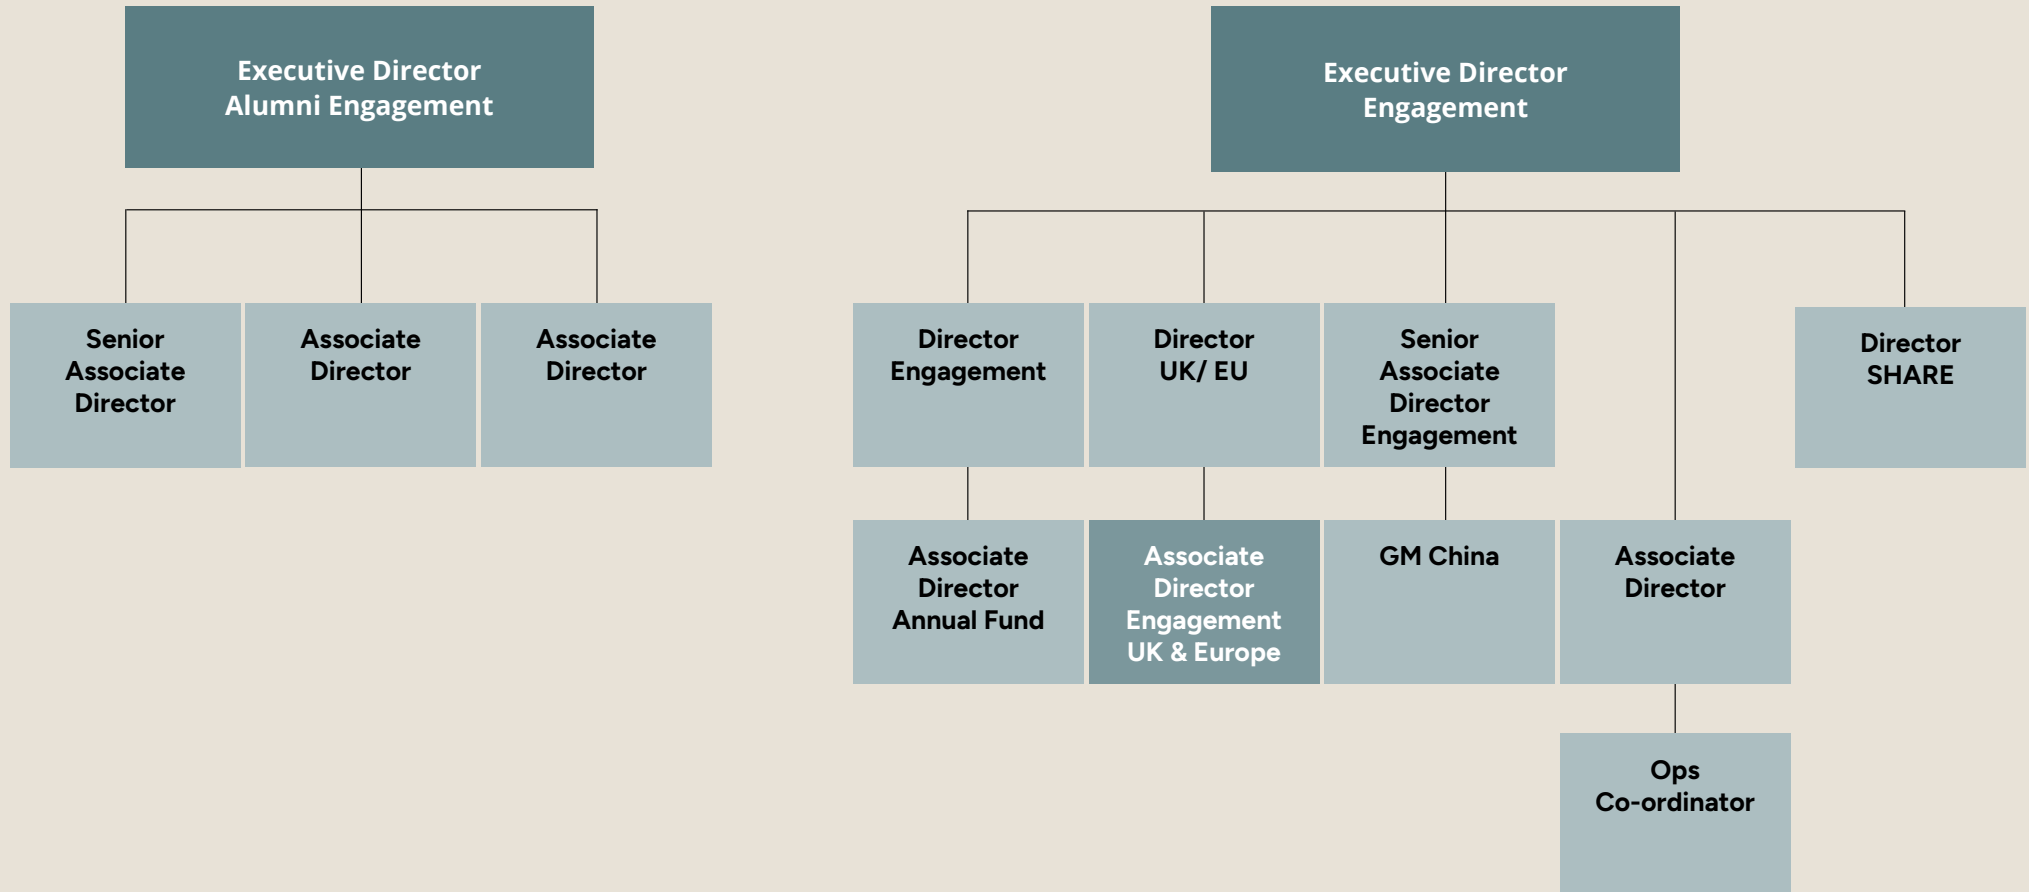 Executive Director
Alumni Engagement
Executive Director
Engagement
Senior
Associate
Director
Associate
Director
Associate
Director
Director
Engagement
Director
UK/ EU
Senior
Associate
Director
Engagement
Director
SHARE
Associate
Director
Annual Fund
Associate
Director
Engagement
UK & Europe
GM China
Associate
Director
Ops
Co-ordinator